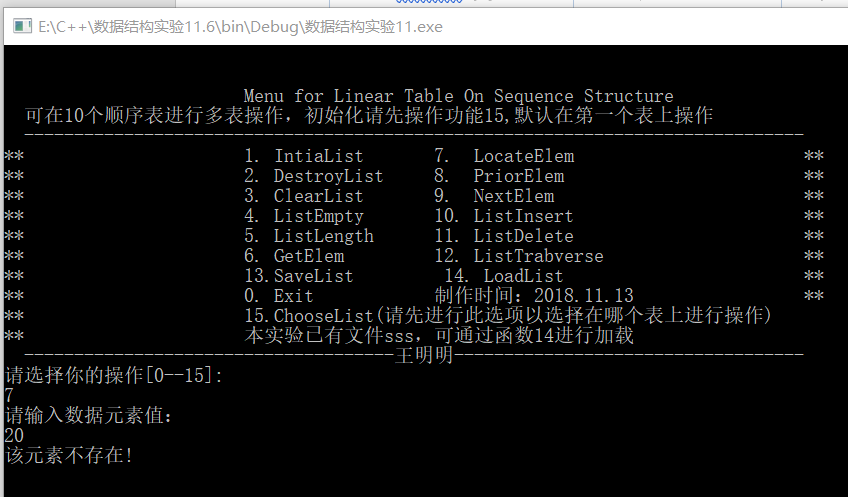 E:\C++\数据结构实验11.6\bin\Debug\数据结构实验11.exe
Menu for Linear Table On Sequence Structure
可在10个顺序表进行多表操作，初始化请先操作功能15,默认在第一个表上操作
------------------------------------------------------------------------------
** 1. IntiaList 7. LocateElem **
** 2. DestroyList 8. PriorElem **
** 3. ClearList 9. NextElem **
** 4. ListEmpty 10. ListInsert **
** 5. ListLength 11. ListDelete **
** 6. GetElem 12. ListTrabverse **
** 13.SaveList 14. LoadList **
** 0. Exit 制作时间：2018.11.13 **
** 15.ChooseList(请先进行此选项以选择在哪个表上进行操作)
** 本实验已有文件sss，可通过函数14进行加载
-------------------------------------王明明-----------------------------------
请选择你的操作[0--15]:
7
请输入数据元素值：
20
该元素不存在!